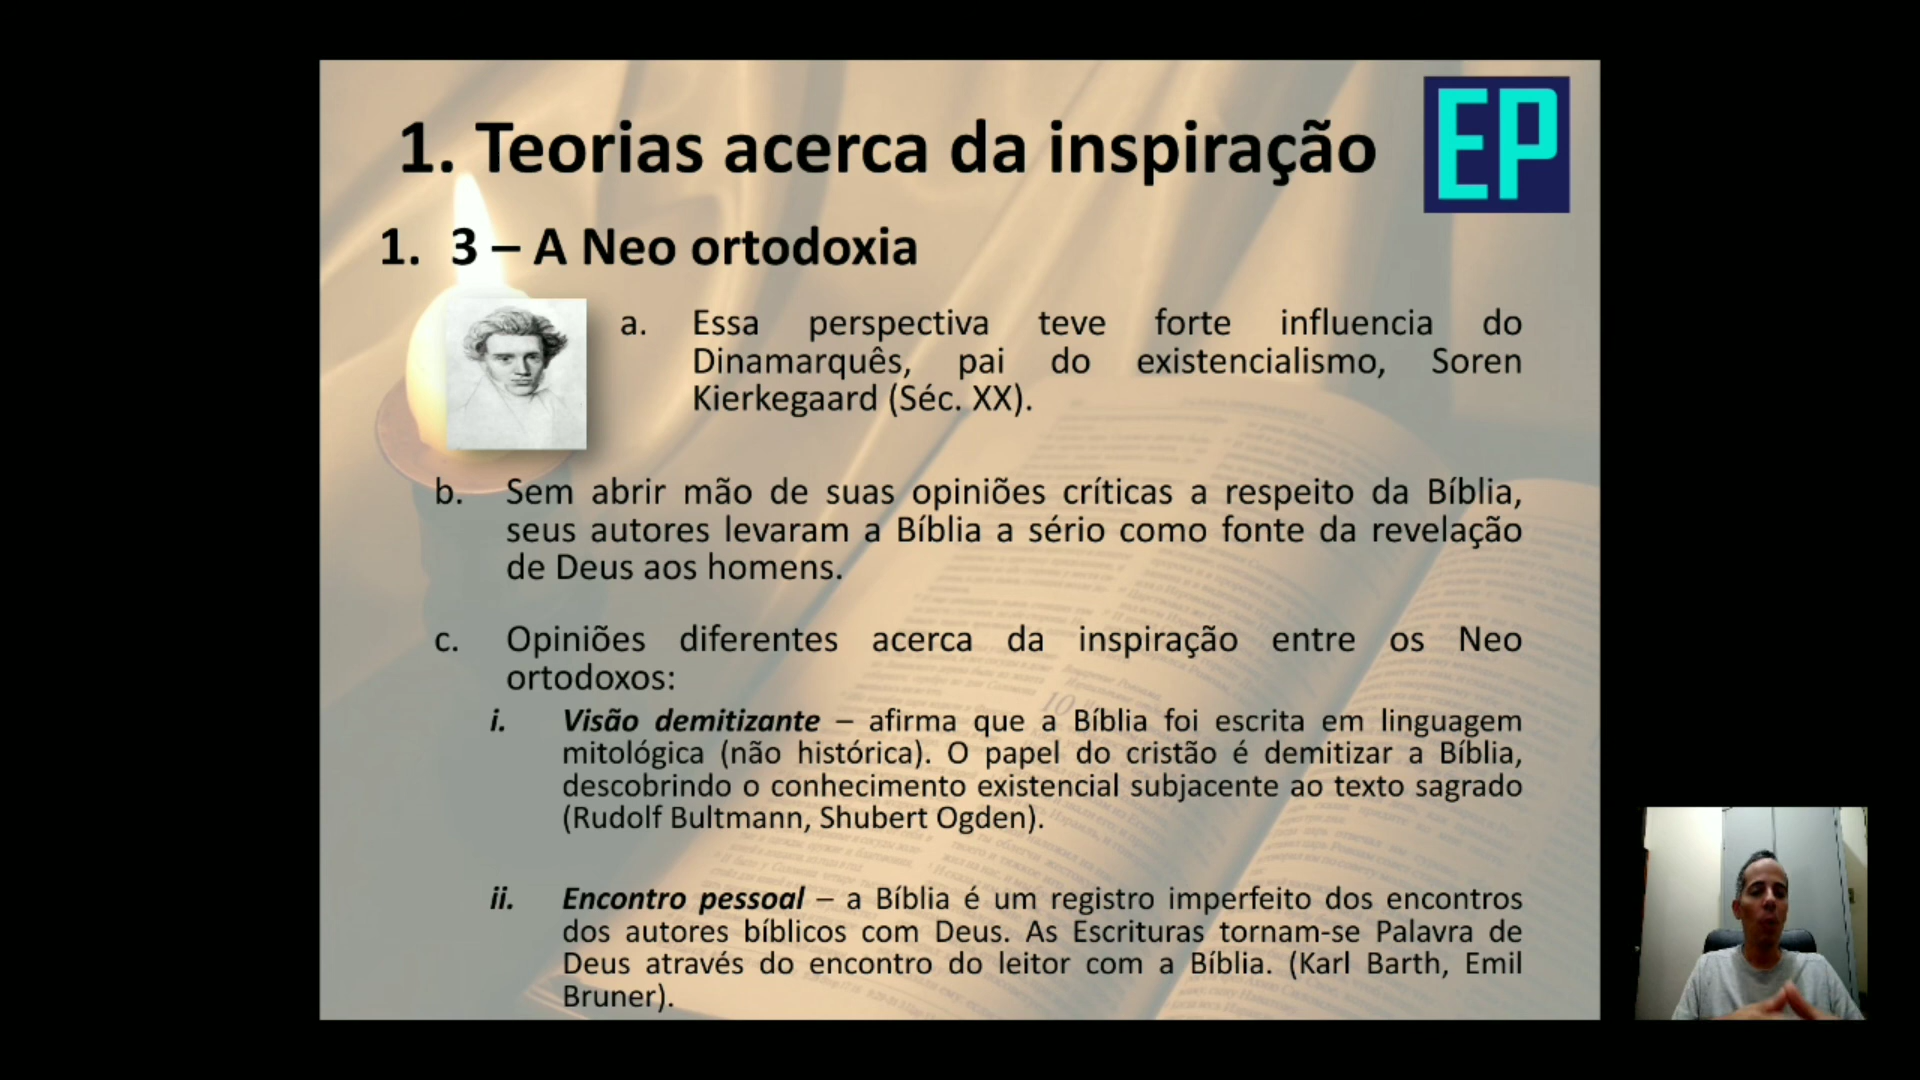 1. Teorias acerca da inspiração
EP
1. 3 – A Neo ortodoxia
a. Essa perspectiva teve forte influencia do
Dinamarquês, pai do existencialismo, Soren
Kierkegaard (Séc. XX).
b. Sem abrir mão de suas opiniões críticas a respeito da Bíblia,
seus autores levaram a Bíblia a sério como fonte da revelação
de Deus aos homens.
c. Opiniões diferentes acerca da inspiração entre os Neo
ortodoxos:
i. Visão demitizante – afirma que a Bíblia foi escrita em linguagem
mitológica (não histórica). O papel do cristão é demitizar a Bíblia,
descobrindo o conhecimento existencial subjacente ao texto sagrado
(Rudolf Bultmann, Shubert Ogden).
ii. Encontro pessoal – a Bíblia é um registro imperfeito dos encontros
dos autores bíblicos com Deus. As Escrituras tornam-se Palavra de
Deus através do encontro do leitor com a Bíblia. (Karl Barth, Emil
Bruner).